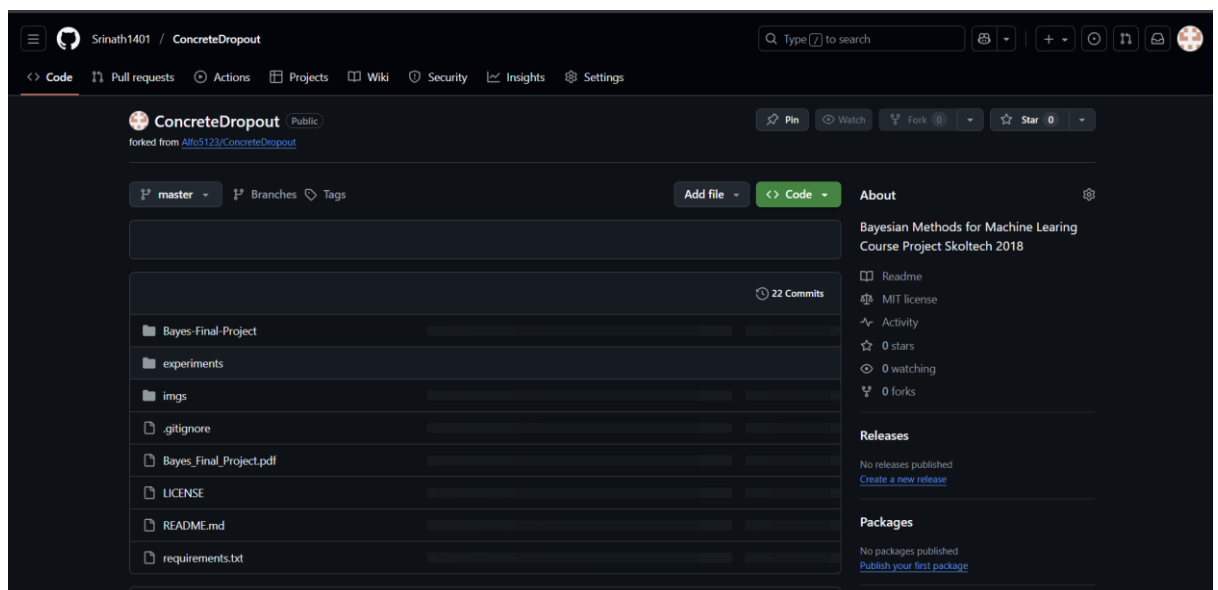 Srinath1401 / ConcreteDropout
Type / to search
Code Pull requests Actions Projects Wiki Security Insights Settings
ConcreteDropout Public
Pin Watch Fork 0 Star 0
forked from Alfo5123/ConcreteDropout
master Branches Tags
Add file Code
22 Commits
Bayes-Final-Project
experiments
imgs
.gitignore
Bayes_Final_Project.pdf
LICENSE
README.md
requirements.txt
About
Bayesian Methods for Machine Learing
Course Project Skoltech 2018
Readme
MIT license
Activity
0 stars
0 watching
0 forks
Releases
No releases published
Create a new release
Packages
No packages published
Publish your first package